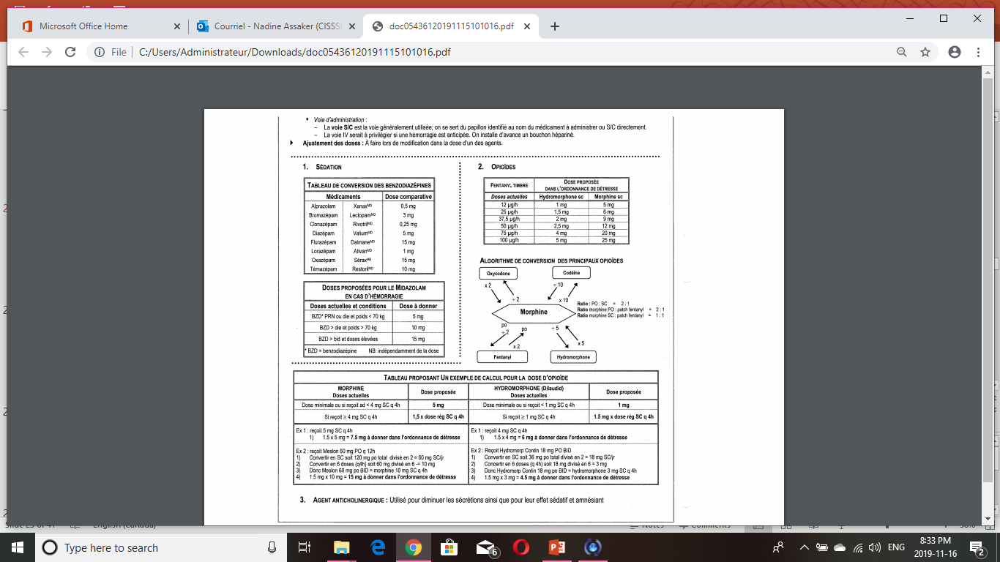 Microsoft Office Home
Courriel - Nadine Assaker (CISSS
doc05436120191115101016.pdf
File
C:/Users/Administrateur/Downloads/doc05436120191115101016.pdf
♦ Voie d'administration :
– La voie S/C est la voie généralement utilisée; on se sert du papillon identifié au nom du médicament à administrer ou S/C directement.
– La voie IV serait à privilégier si une hémorragie est anticipée. On installe d'avance un bouchon hépariné.
Ajustement des doses : À faire lors de modification dans la dose d'un des agents.
1. SÉDATION
TABLEAU DE CONVERSION DES BENZODIAZÉPINES
Médicaments Dose comparative
Alprazolam Xanaxᴹᴰ 0,5 mg
Bromazépam Lectopamᴹᴰ 3 mg
Clonazépam Rivotrilᴹᴰ 0,25 mg
Diazépam Valiumᴹᴰ 5 mg
Flurazépam Dalmaneᴹᴰ 15 mg
Lorazépam Ativanᴹᴰ 1 mg
Oxazépam Séraxᴹᴰ 15 mg
Témazépam Restorilᴹᴰ 10 mg
DOSES PROPOSÉES POUR LE MIDAZOLAM
EN CAS D'HÉMORRAGIE
Doses actuelles et conditions Dose à donner
BZD* PRN ou die et poids < 70 kg 5 mg
BZD > die et poids > 70 kg 10 mg
BZD > bid et doses élevées 15 mg
* BZD = benzodiazépine NB: indépendamment de la dose
2. OPIOÏDES
FENTANYL TIMBRE
DOSE PROPOSÉE
DANS L'ORDONNANCE DE DÉTRESSE
Doses actuelles Hydromorphone sc Morphine sc
12 µg/h 1 mg 5 mg
25 µg/h 1,5 mg 6 mg
37,5 µg/h 2 mg 9 mg
50 µg/h 2,5 mg 12 mg
75 µg/h 4 mg 20 mg
100 µg/h 5 mg 25 mg
ALGORITHME DE CONVERSION DES PRINCIPAUX OPIOÏDES
Oxycodone Codéine
x 2 ÷ 10
÷ 2 x 10
Morphine
Ratio : PO : SC = 2 : 1
Ratio morphine PO : patch fentanyl = 2 : 1
Ratio morphine SC : patch fentanyl = 1 : 1
po
÷ 2 po ÷ 5
x 2 x 5
Fentanyl Hydromorphone
TABLEAU PROPOSANT UN EXEMPLE DE CALCUL POUR LA DOSE D'OPIOÏDE
MORPHINE
Doses actuelles
Dose proposée
HYDROMORPHONE (Dilaudid)
Doses actuelles
Dose proposée
Dose minimale ou si reçoit ad < 4 mg SC q 4h 5 mg Dose minimale ou si reçoit < 1 mg SC q 4h 1 mg
Si reçoit ≥ 4 mg SC q 4h 1,5 x dose rég SC q 4h Si reçoit ≥ 1 mg SC q 4h 1.5 mg x dose rég SC q 4h
Ex 1 : reçoit 5 mg SC q 4h
1) 1.5 x 5 mg = 7.5 mg à donner dans l'ordonnance de détresse
Ex 1 : reçoit 4 mg SC q 4h
1) 1.5 x 4 mg = 6 mg à donner dans l'ordonnance de détresse
Ex 2 : reçoit Meslon 60 mg PO q 12h
1) Convertir en SC soit 120 mg po total divisé en 2 = 60 mg SC/jr
2) Convertir en 6 doses (q4h) soit 60 mg divisé en 6 -= 10 mg
3) Donc Meslon 60 mg po BID = morphine 10 mg SC q 4h
4) 1.5 mg x 10 mg = 15 mg à donner dans l'ordonnance de détresse
Ex 2 : Reçoit Hydromorp Contin 18 mg PO BID
1) Convertir en SC soit 36 mg po total divisé en 2 = 18 mg SC/jr
2) Concertir en 6 doses (q 4h) soit 18 mg divisé en 6 = 3 mg
3) Donc Hydromorp Contin 18 mg po BID = hydromorphone 3 mg SC q 4h
4) 1.5 mg x 3 mg = 4.5 mg à donner dans l'ordonnance de détresse
3. AGENT ANTICHOLINERGIQUE : Utilisé pour diminuer les sécrétions ainsi que pour leur effet sédatif et amnésiant
Type here to search
6
ENG
8:33 PM
2019-11-16
2